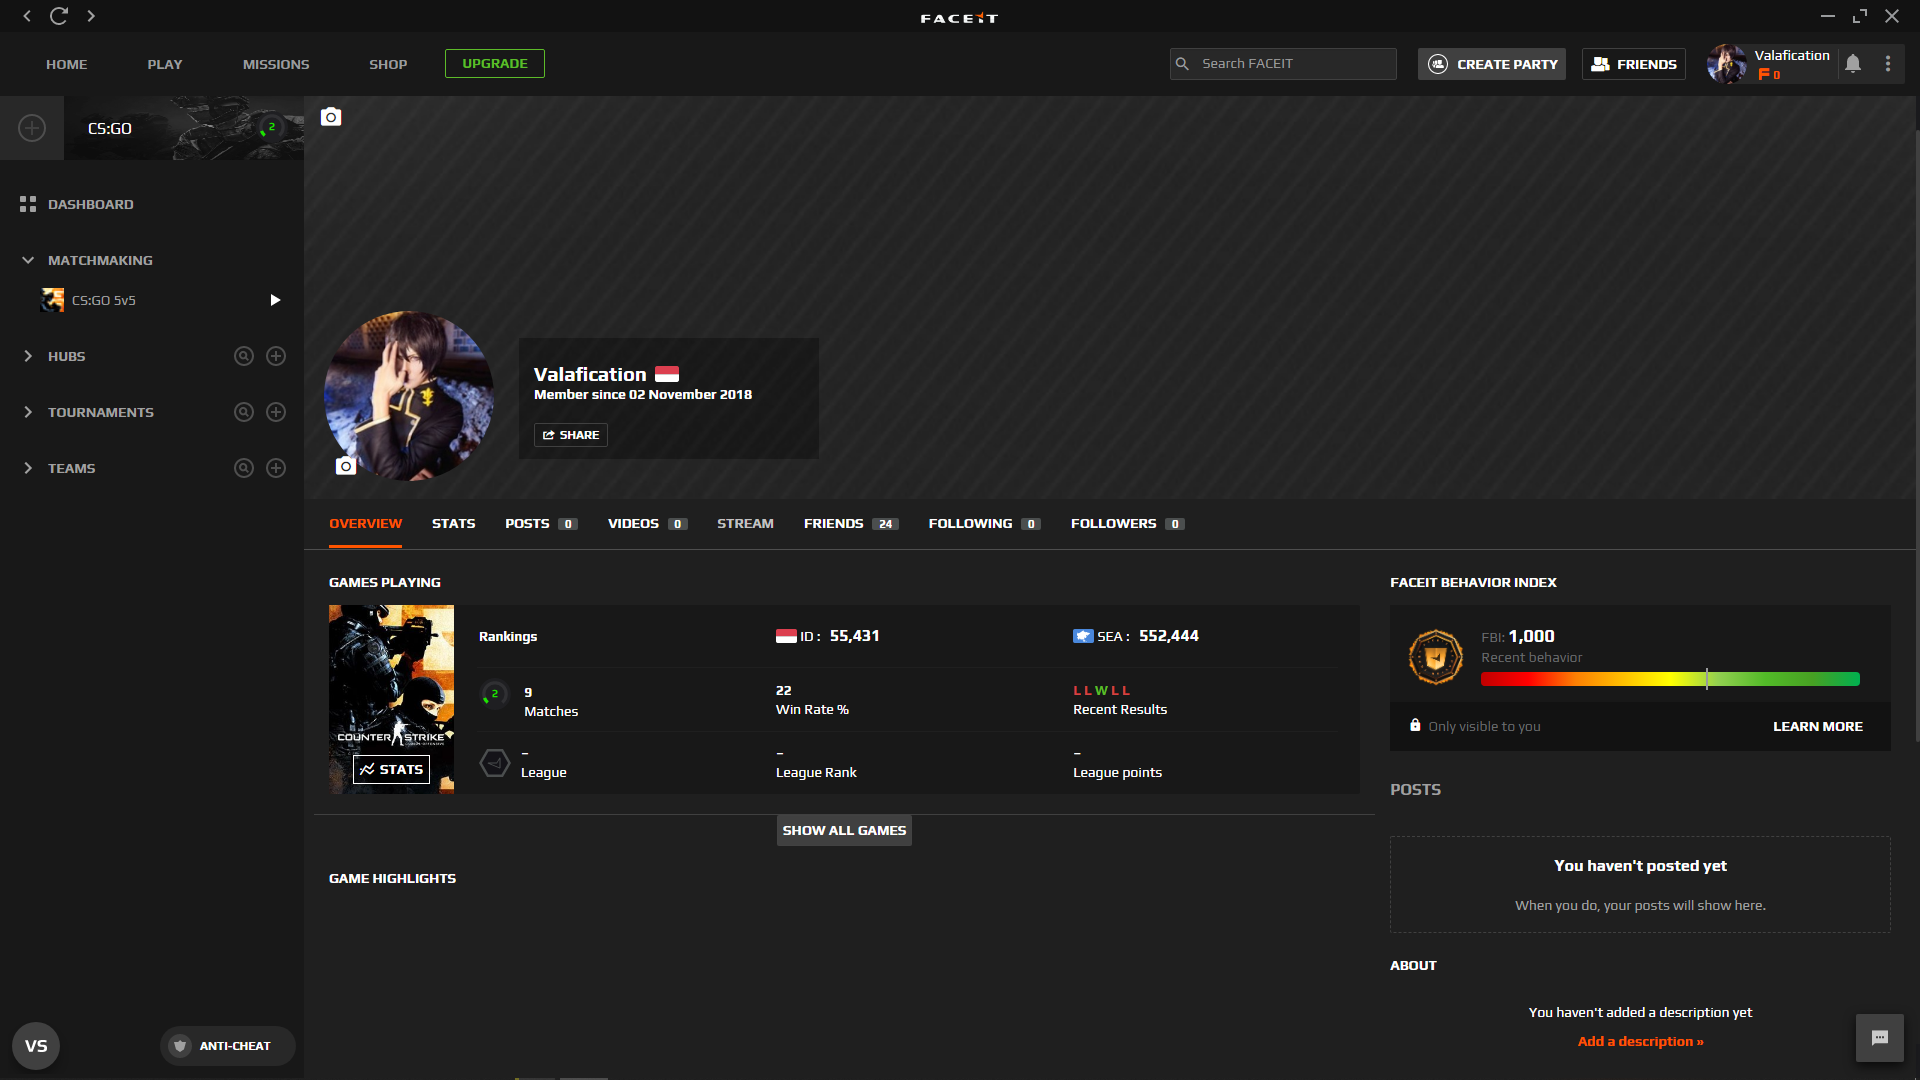 FACEIT
HOME
PLAY
MISSIONS
SHOP
UPGRADE
Search FACEIT
CREATE PARTY
FRIENDS
Valafication
0
CS:GO
2
DASHBOARD
MATCHMAKING
CS:GO 5v5
HUBS
TOURNAMENTS
TEAMS
VS
ANTI-CHEAT
Valafication
Member since 02 November 2018
SHARE
OVERVIEW
STATS
POSTS 0
VIDEOS 0
STREAM
FRIENDS 24
FOLLOWING 0
FOLLOWERS 0
GAMES PLAYING
COUNTER STRIKE
STATS
Rankings
ID : 55,431
SEA : 552,444
2
9
Matches
22
Win Rate %
L L W L L
Recent Results
–
League
–
League Rank
–
League points
SHOW ALL GAMES
GAME HIGHLIGHTS
FACEIT BEHAVIOR INDEX
FBI: 1,000
Recent behavior
Only visible to you
LEARN MORE
POSTS
You haven't posted yet
When you do, your posts will show here.
ABOUT
You haven't added a description yet
Add a description »